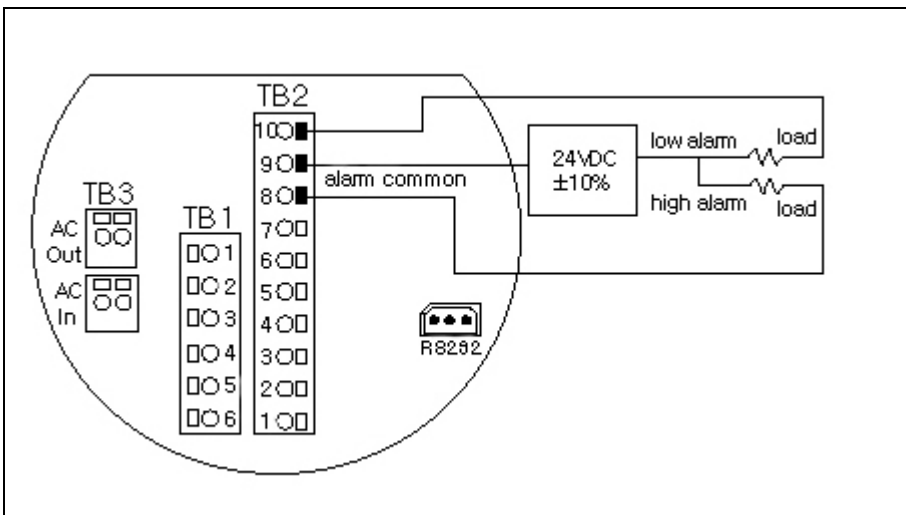 TB2
10
9
8
7
6
5
4
3
2
1
alarm common
24VDC
±10%
low alarm
load
high alarm
load
TB3
AC
Out
AC
In
TB1
1
2
3
4
5
6
RS232